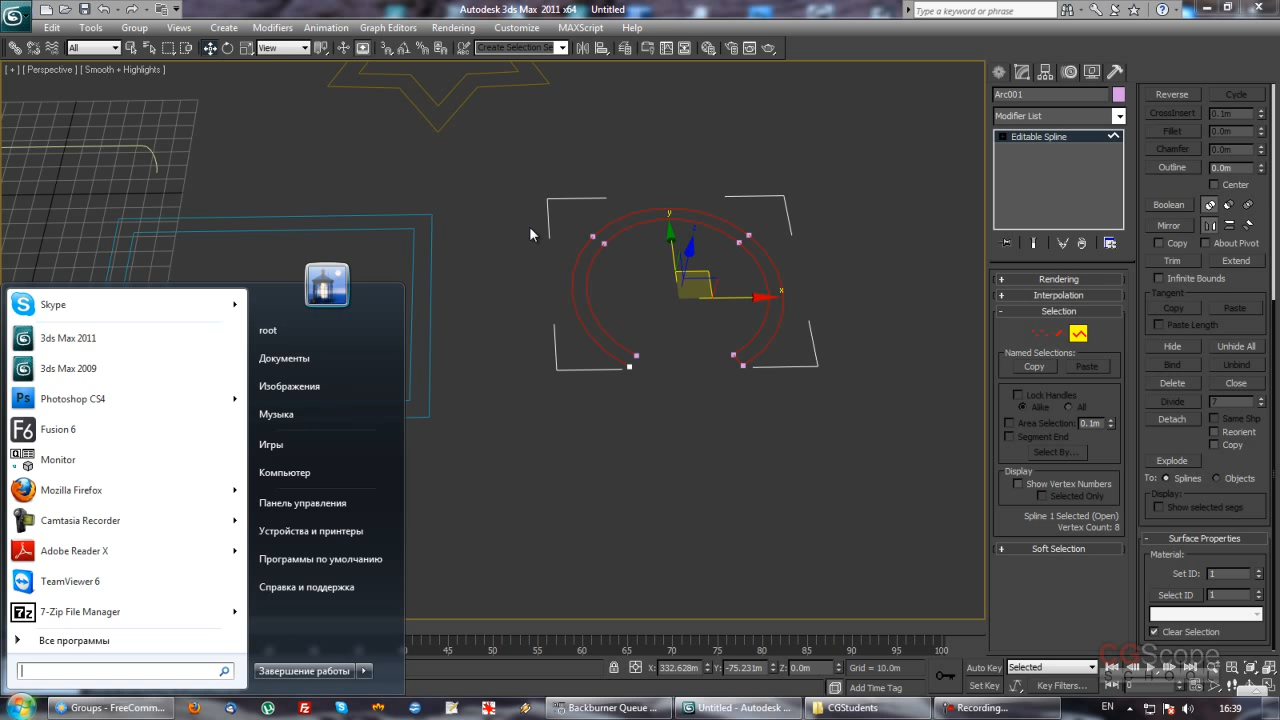 Autodesk 3ds Max 2011 x64
Untitled
Type a keyword or phrase
Edit
Tools
Group
Views
Create
Modifiers
Animation
Graph Editors
Rendering
Customize
MAXScript
Help
All
View
Create Selection Se
[ + ] [ Perspective ] [ Smooth + Highlights ]
y
z
x
Arc001
Modifier List
Editable Spline
Rendering
Interpolation
Selection
Named Selections:
Copy
Paste
Lock Handles
Alike
All
Area Selection:
0.1m
Segment End
Select By...
Display
Show Vertex Numbers
Selected Only
Spline 1 Selected (Open)
Vertex Count: 8
Soft Selection
Reverse
Cycle
CrossInsert
0.1m
Fillet
0.0m
Chamfer
0.0m
Outline
0.0m
Center
Boolean
Mirror
Copy
About Pivot
Trim
Extend
Infinite Bounds
Tangent
Copy
Paste
Paste Length
Hide
Unhide All
Bind
Unbind
Delete
Close
Divide
7
Detach
Same Shp
Reorient
Copy
Explode
To:
Splines
Objects
Display:
Show selected segs
Surface Properties
Material:
Set ID:
1
Select ID
1
Clear Selection
Skype
3ds Max 2011
3ds Max 2009
Photoshop CS4
Fusion 6
Monitor
Mozilla Firefox
Camtasia Recorder
Adobe Reader X
TeamViewer 6
7-Zip File Manager
Все программы
root
Документы
Изображения
Музыка
Игры
Компьютер
Панель управления
Устройства и принтеры
Программы по умолчанию
Справка и поддержка
Завершение работы
45
50
55
60
65
70
75
80
85
90
95
100
X:
332.628m
Y:
-75.231m
Z:
0.0m
Grid = 10.0m
Add Time Tag
Auto Key
Selected
Set Key
Key Filters...
0
CGScope
SCHOOL
Groups - FreeComm...
Backburner Queue ...
Untitled - Autodesk ...
CGStudents
Recording...
EN
16:39